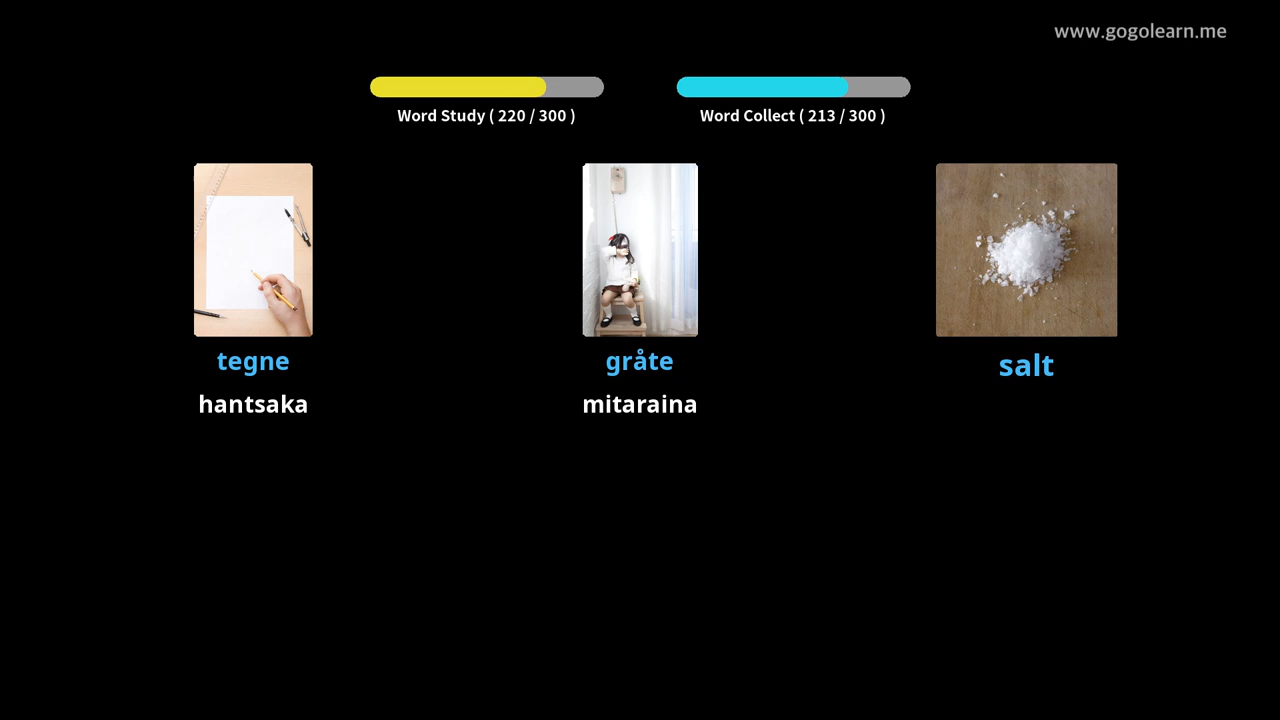 www.gogolearn.me
Word Study ( 220 / 300 )
Word Collect ( 213 / 300 )
tegne
gråte
salt
hantsaka
mitaraina